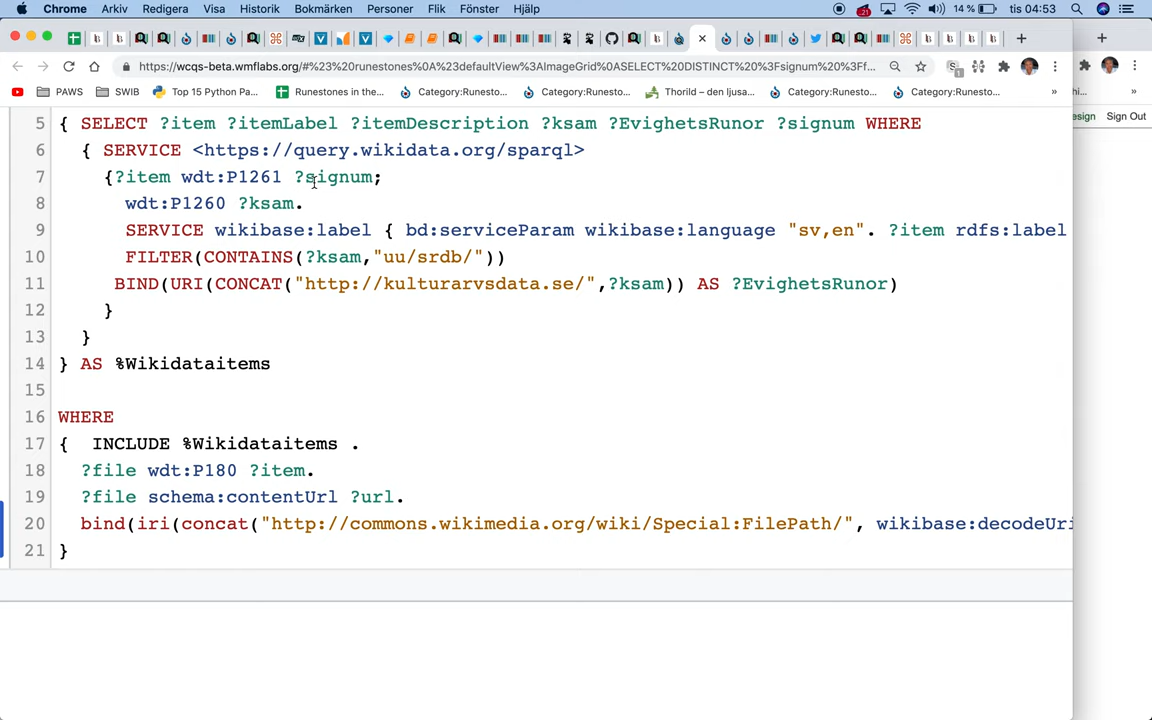 Chrome Arkiv Redigera Visa Historik Bokmärken Personer Flik Fönster Hjälp 21 14 % tis 04:53
https://wcqs-beta.wmflabs.org/#%23%20runestones%0A%23defaultView%3AImageGrid%0ASELECT%20DISTINCT%20%3Fsignum%20%3Ff...
PAWS SWIB Top 15 Python Pa... Runestones in the... Category:Runesto... Category:Runesto... Thorild – den ljusa... Category:Runesto... Category:Runesto... » hi... »
esign Sign Out
5 { SELECT ?item ?itemLabel ?itemDescription ?ksam ?EvighetsRunor ?signum WHERE
6 { SERVICE <https://query.wikidata.org/sparql>
7 {?item wdt:P1261 ?signum;
8 wdt:P1260 ?ksam.
9 SERVICE wikibase:label { bd:serviceParam wikibase:language "sv,en". ?item rdfs:label
10 FILTER(CONTAINS(?ksam,"uu/srdb/"))
11 BIND(URI(CONCAT("http://kulturarvsdata.se/",?ksam)) AS ?EvighetsRunor)
12 }
13 }
14 } AS %Wikidataitems
15
16 WHERE
17 { INCLUDE %Wikidataitems .
18 ?file wdt:P180 ?item.
19 ?file schema:contentUrl ?url.
20 bind(iri(concat("http://commons.wikimedia.org/wiki/Special:FilePath/", wikibase:decodeUri
21 }